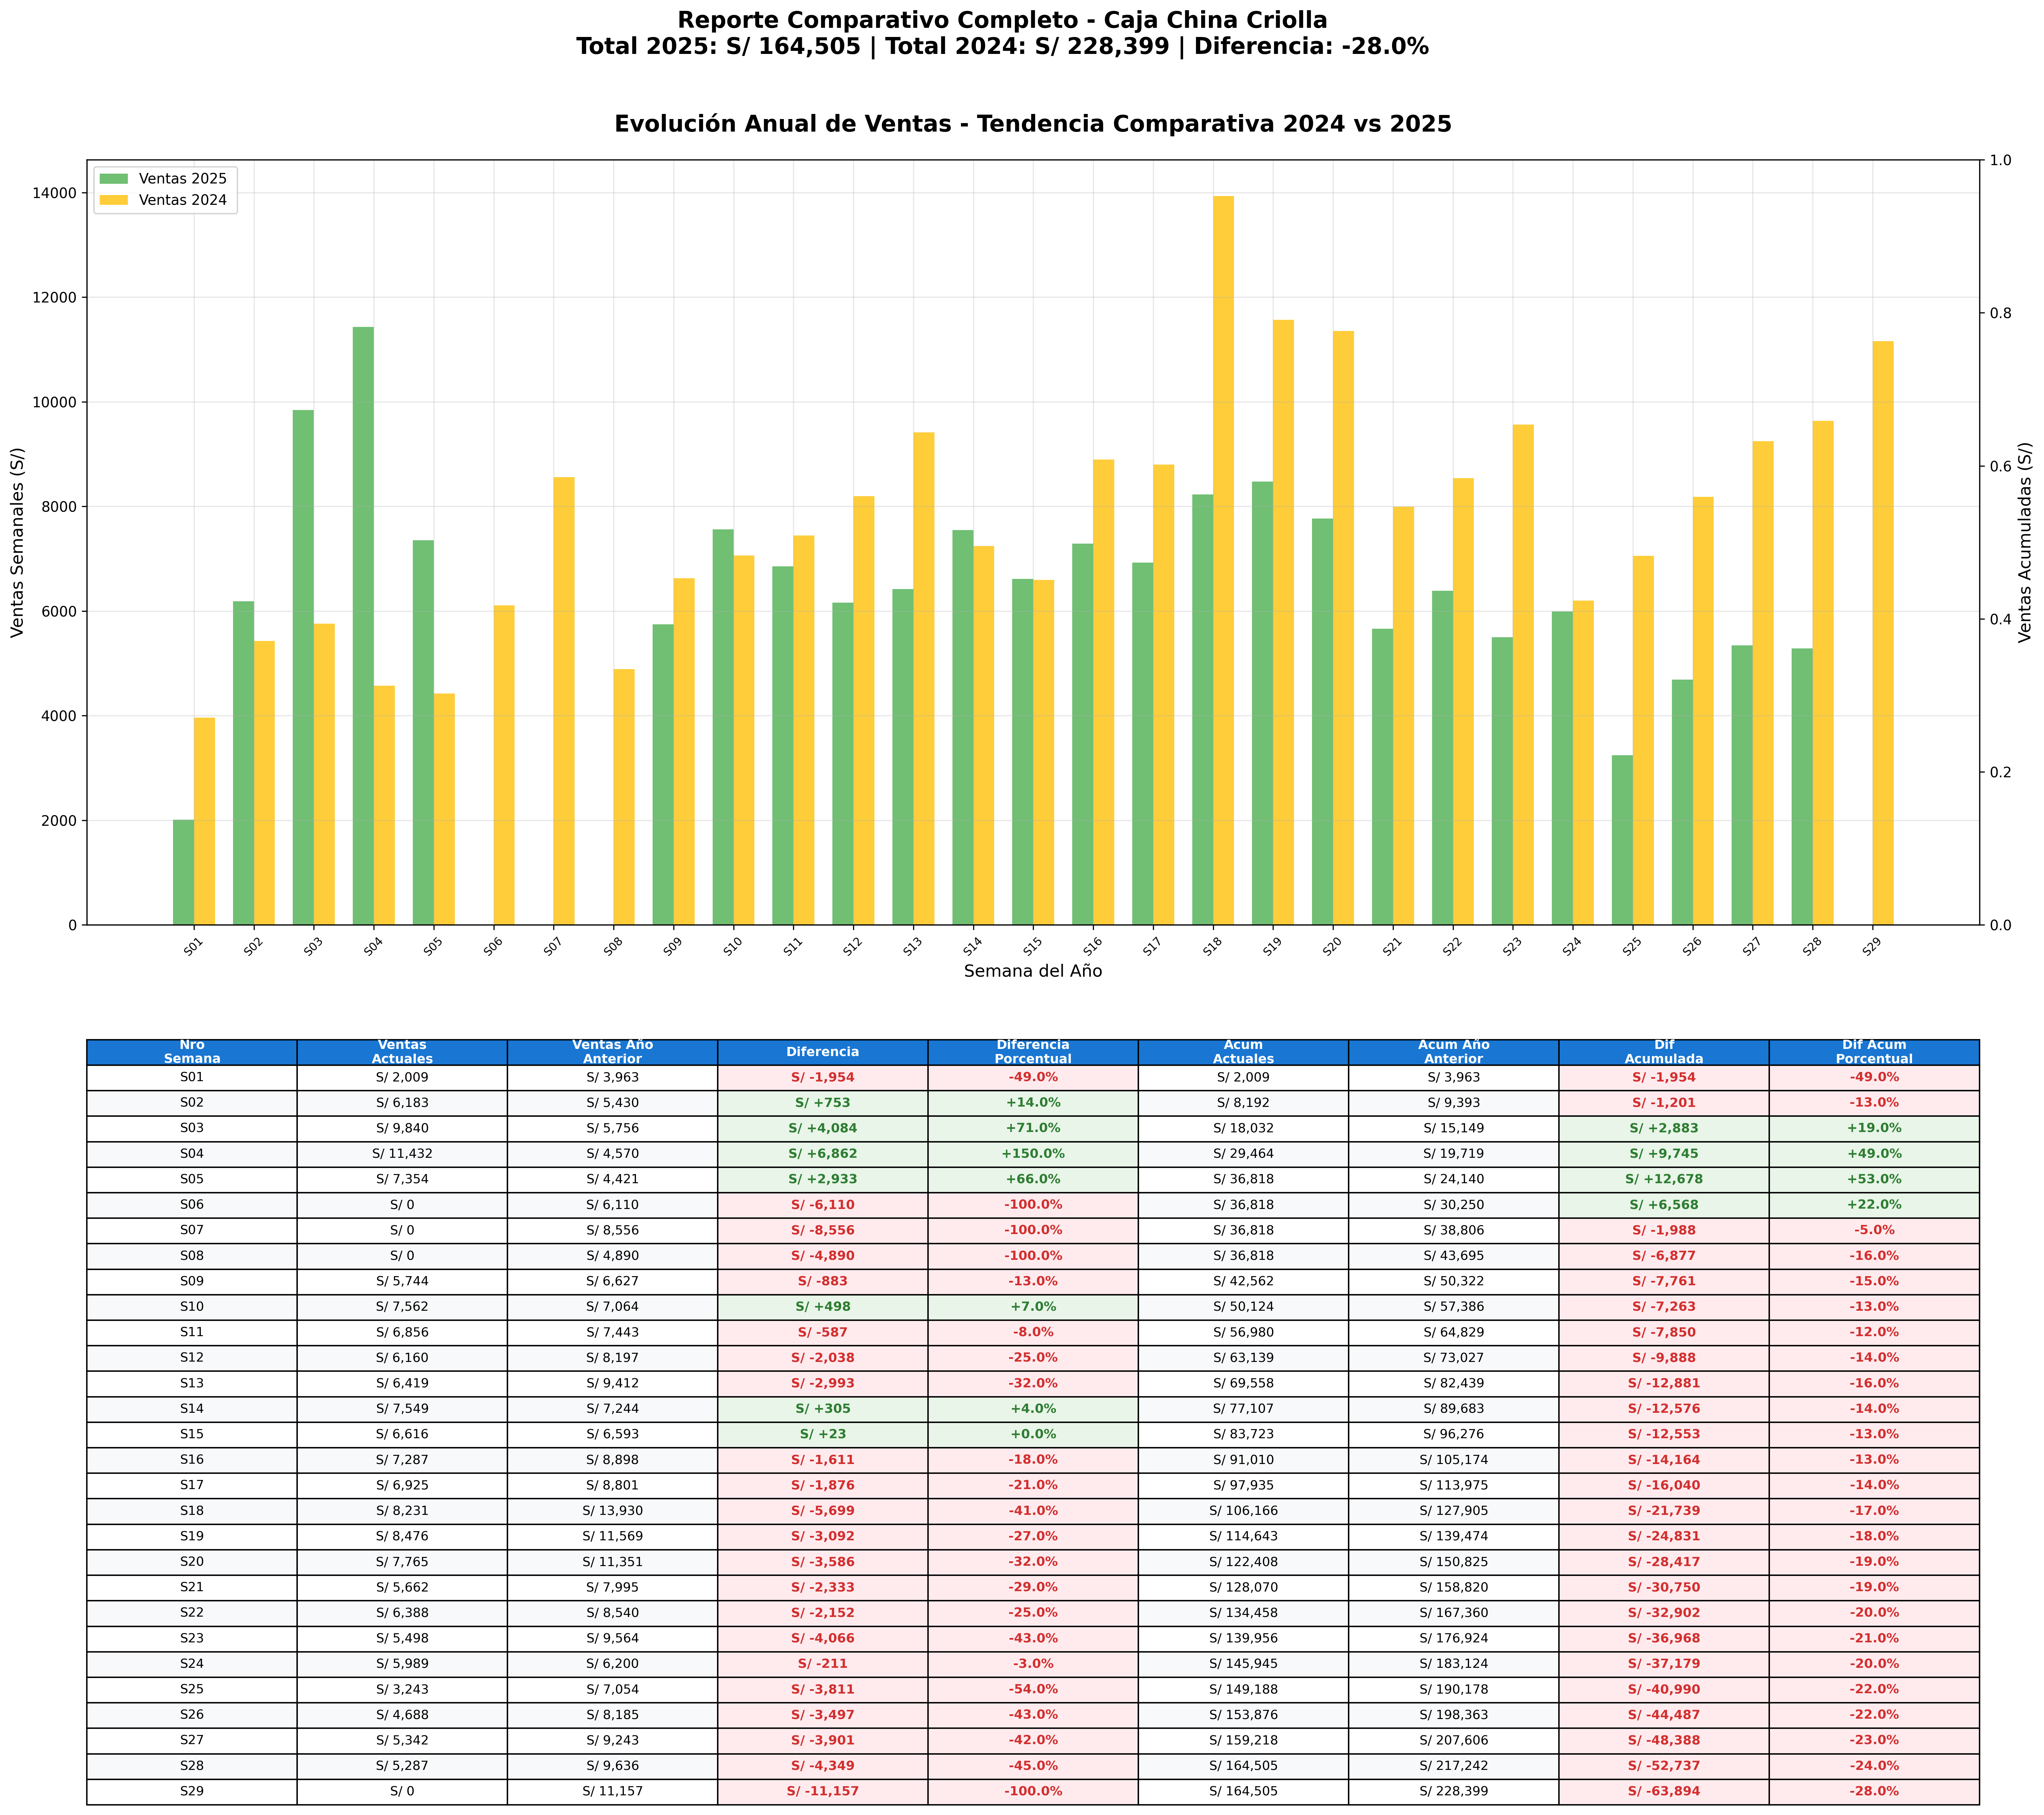 Reporte Comparativo Completo - Caja China Criolla
Total 2025: S/ 164,505 | Total 2024: S/ 228,399 | Diferencia: -28.0%
Evolución Anual de Ventas - Tendencia Comparativa 2024 vs 2025
Ventas 2025
Ventas 2024
Ventas Semanales (S/)
14000
12000
10000
8000
6000
4000
2000
0
1.0
0.8
0.6
0.4
0.2
0.0
Ventas Acumuladas (S/)
S01 S02 S03 S04 S05 S06 S07 S08 S09 S10 S11 S12 S13 S14 S15 S16 S17 S18 S19 S20 S21 S22 S23 S24 S25 S26 S27 S28 S29
Semana del Año
Nro Semana | Ventas Actuales | Ventas Año Anterior | Diferencia | Diferencia Porcentual | Acum Actuales | Acum Año Anterior | Dif Acumulada | Dif Acum Porcentual
S01 S/ 2,009 S/ 3,963 S/ -1,954 -49.0% S/ 2,009 S/ 3,963 S/ -1,954 -49.0%
S02 S/ 6,183 S/ 5,430 S/ +753 +14.0% S/ 8,192 S/ 9,393 S/ -1,201 -13.0%
S03 S/ 9,840 S/ 5,756 S/ +4,084 +71.0% S/ 18,032 S/ 15,149 S/ +2,883 +19.0%
S04 S/ 11,432 S/ 4,570 S/ +6,862 +150.0% S/ 29,464 S/ 19,719 S/ +9,745 +49.0%
S05 S/ 7,354 S/ 4,421 S/ +2,933 +66.0% S/ 36,818 S/ 24,140 S/ +12,678 +53.0%
S06 S/ 0 S/ 6,110 S/ -6,110 -100.0% S/ 36,818 S/ 30,250 S/ +6,568 +22.0%
S07 S/ 0 S/ 8,556 S/ -8,556 -100.0% S/ 36,818 S/ 38,806 S/ -1,988 -5.0%
S08 S/ 0 S/ 4,890 S/ -4,890 -100.0% S/ 36,818 S/ 43,695 S/ -6,877 -16.0%
S09 S/ 5,744 S/ 6,627 S/ -883 -13.0% S/ 42,562 S/ 50,322 S/ -7,761 -15.0%
S10 S/ 7,562 S/ 7,064 S/ +498 +7.0% S/ 50,124 S/ 57,386 S/ -7,263 -13.0%
S11 S/ 6,856 S/ 7,443 S/ -587 -8.0% S/ 56,980 S/ 64,829 S/ -7,850 -12.0%
S12 S/ 6,160 S/ 8,197 S/ -2,038 -25.0% S/ 63,139 S/ 73,027 S/ -9,888 -14.0%
S13 S/ 6,419 S/ 9,412 S/ -2,993 -32.0% S/ 69,558 S/ 82,439 S/ -12,881 -16.0%
S14 S/ 7,549 S/ 7,244 S/ +305 +4.0% S/ 77,107 S/ 89,683 S/ -12,576 -14.0%
S15 S/ 6,616 S/ 6,593 S/ +23 +0.0% S/ 83,723 S/ 96,276 S/ -12,553 -13.0%
S16 S/ 7,287 S/ 8,898 S/ -1,611 -18.0% S/ 91,010 S/ 105,174 S/ -14,164 -13.0%
S17 S/ 6,925 S/ 8,801 S/ -1,876 -21.0% S/ 97,935 S/ 113,975 S/ -16,040 -14.0%
S18 S/ 8,231 S/ 13,930 S/ -5,699 -41.0% S/ 106,166 S/ 127,905 S/ -21,739 -17.0%
S19 S/ 8,476 S/ 11,569 S/ -3,092 -27.0% S/ 114,643 S/ 139,474 S/ -24,831 -18.0%
S20 S/ 7,765 S/ 11,351 S/ -3,586 -32.0% S/ 122,408 S/ 150,825 S/ -28,417 -19.0%
S21 S/ 5,662 S/ 7,995 S/ -2,333 -29.0% S/ 128,070 S/ 158,820 S/ -30,750 -19.0%
S22 S/ 6,388 S/ 8,540 S/ -2,152 -25.0% S/ 134,458 S/ 167,360 S/ -32,902 -20.0%
S23 S/ 5,498 S/ 9,564 S/ -4,066 -43.0% S/ 139,956 S/ 176,924 S/ -36,968 -21.0%
S24 S/ 5,989 S/ 6,200 S/ -211 -3.0% S/ 145,945 S/ 183,124 S/ -37,179 -20.0%
S25 S/ 3,243 S/ 7,054 S/ -3,811 -54.0% S/ 149,188 S/ 190,178 S/ -40,990 -22.0%
S26 S/ 4,688 S/ 8,185 S/ -3,497 -43.0% S/ 153,876 S/ 198,363 S/ -44,487 -22.0%
S27 S/ 5,342 S/ 9,243 S/ -3,901 -42.0% S/ 159,218 S/ 207,606 S/ -48,388 -23.0%
S28 S/ 5,287 S/ 9,636 S/ -4,349 -45.0% S/ 164,505 S/ 217,242 S/ -52,737 -24.0%
S29 S/ 0 S/ 11,157 S/ -11,157 -100.0% S/ 164,505 S/ 228,399 S/ -63,894 -28.0%